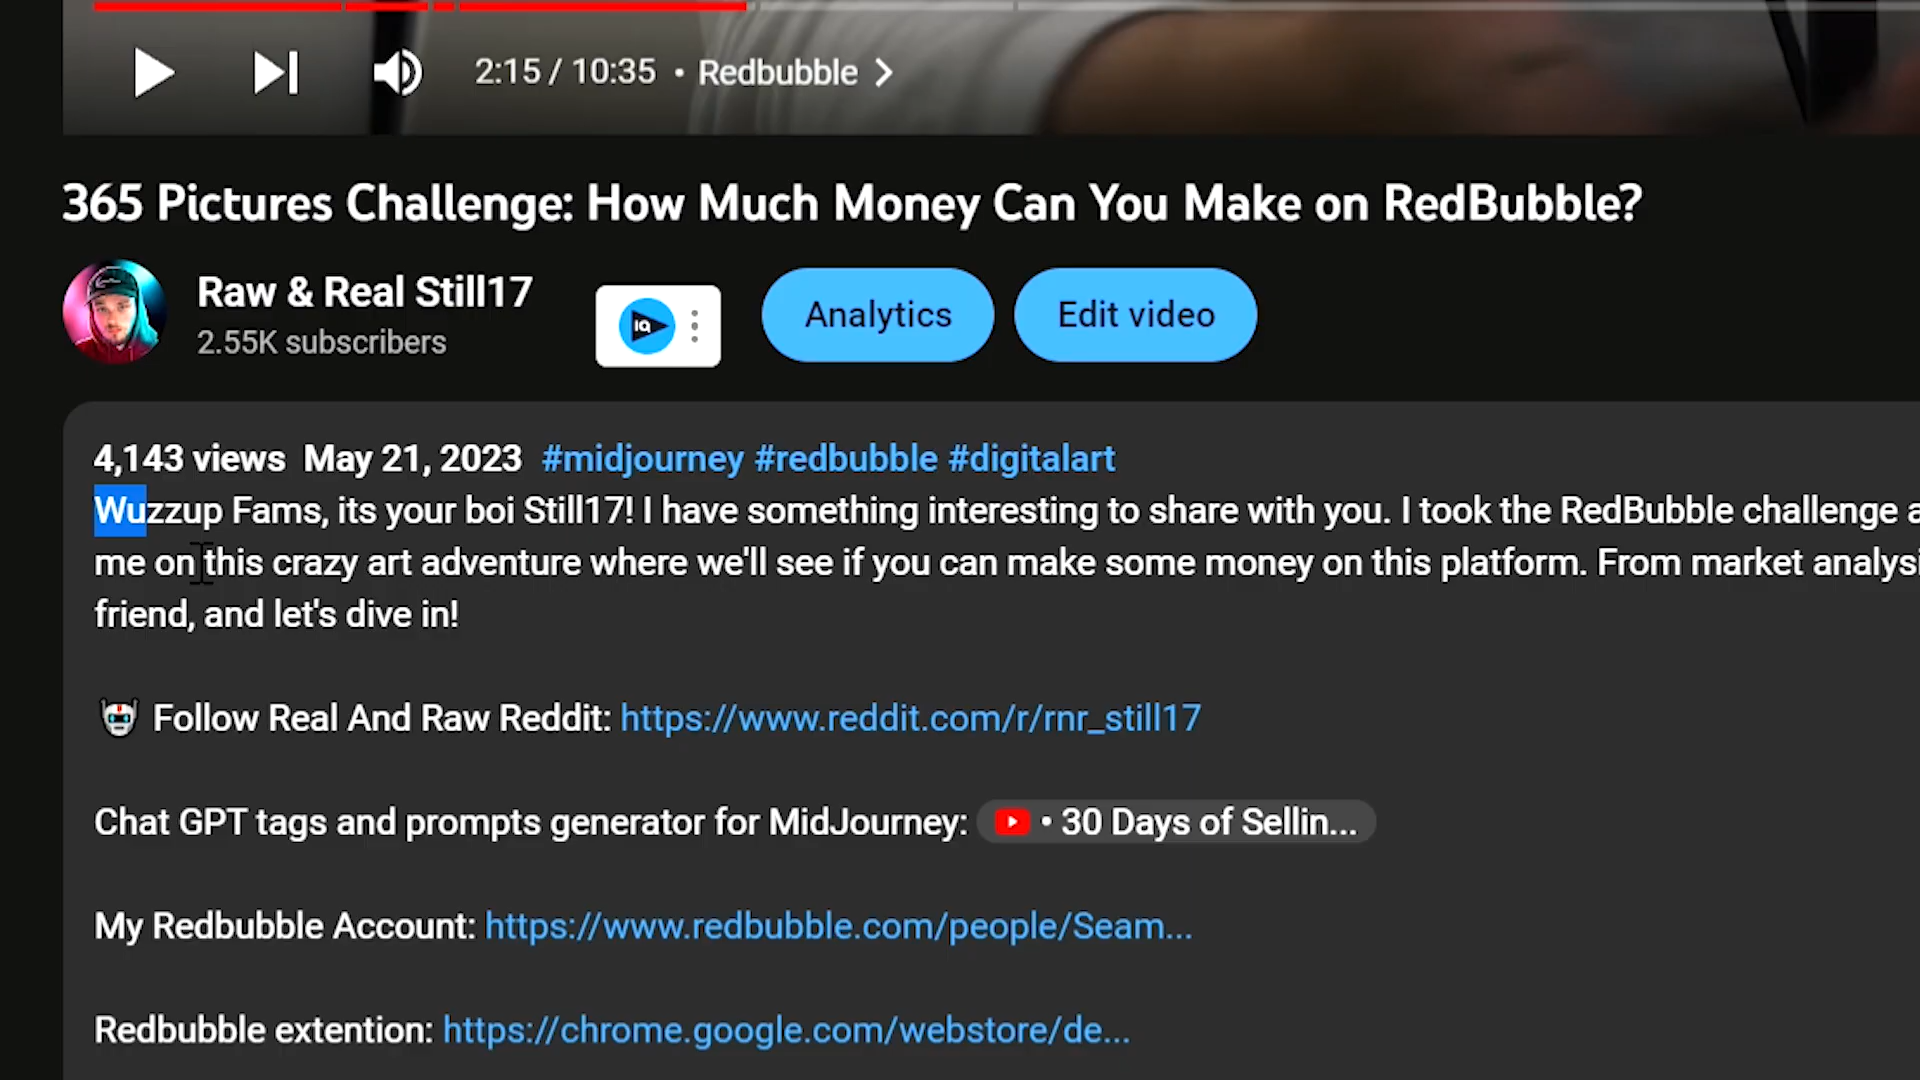 2:15 / 10:35 • Redbubble
365 Pictures Challenge: How Much Money Can You Make on RedBubble?
Raw & Real Still17
2.55K subscribers
IQ
Analytics
Edit video
4,143 views May 21, 2023 #midjourney #redbubble #digitalart
Wuzzup Fams, its your boi Still17! I have something interesting to share with you. I took the RedBubble challenge
me on this crazy art adventure where we'll see if you can make some money on this platform. From market analysi
friend, and let's dive in!
Follow Real And Raw Reddit: https://www.reddit.com/r/rnr_still17
Chat GPT tags and prompts generator for MidJourney: • 30 Days of Sellin...
My Redbubble Account: https://www.redbubble.com/people/Seam...
Redbubble extention: https://chrome.google.com/webstore/de...